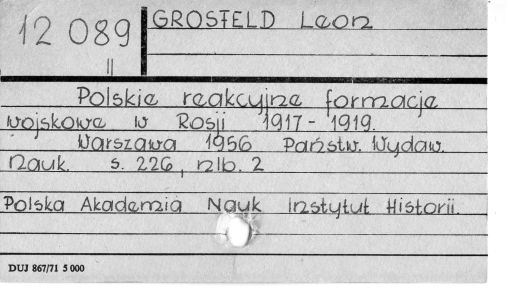 12 089
II
GROSFELD Leon
Polskie reakcyjne formacje
wojskowe w Rosji 1917-1919.
Warszawa 1956 Państw. Wydaw.
Nauk. s. 226, nlb. 2
Polska Akademia Nauk Instytut Historii.
DUJ 867/71 5 000